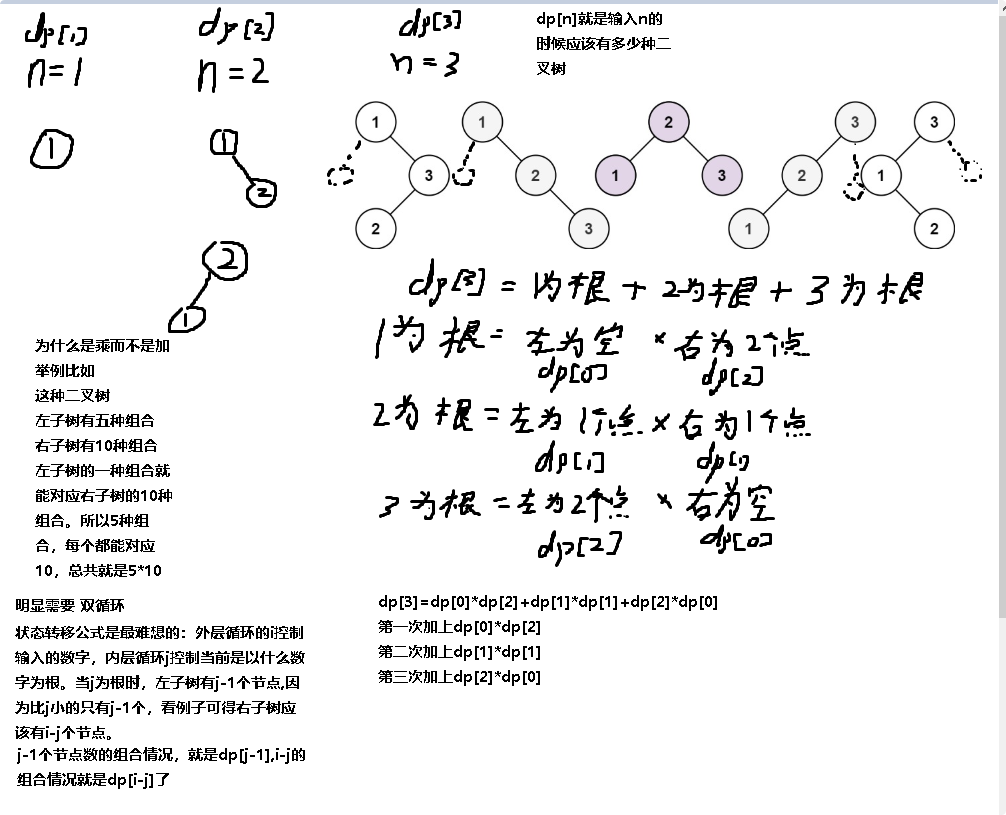 dp[1]
n=1
dp[2]
n=2
dp[3]
n=3
dp[n]就是输入n的
时候应该有多少种二
叉树
1
1
2
2
1
1
3
2
1
2
3
2
1
3
3
2
1
3
1
2
dp[3] = 1为根 + 2为根 + 3为根
1为根 = 左为空 × 右为2个点
dp[0] dp[2]
2为根 = 左为1个点 × 右为1个点
dp[1] dp[1]
3为根 = 左为2个点 × 右为空
dp[2] dp[0]
为什么是乘而不是加
举例比如
这种二叉树
左子树有五种组合
右子树有10种组合
左子树的一种组合就
能对应右子树的10种
组合。所以5种组
合，每个都能对应
10，总共就是5*10
明显需要 双循环
状态转移公式是最难想的：外层循环的i控制
输入的数字，内层循环j控制当前是以什么数
字为根。当j为根时，左子树有j-1个节点,因
为比j小的只有j-1个，看例子可得右子树应
该有i-j个节点。
j-1个节点数的组合情况，就是dp[j-1],i-j的
组合情况就是dp[i-j]了
dp[3]=dp[0]*dp[2]+dp[1]*dp[1]+dp[2]*dp[0]
第一次加上dp[0]*dp[2]
第二次加上dp[1]*dp[1]
第三次加上dp[2]*dp[0]